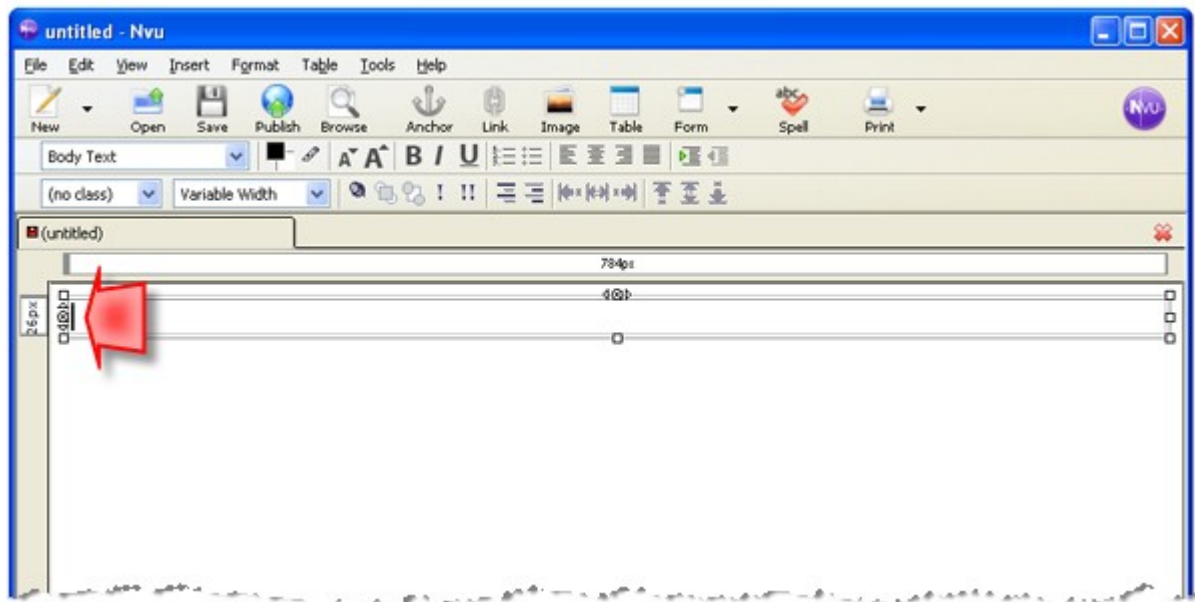 untitled - Nvu
File Edit View Insert Format Table Tools Help
New Open Save Publish Browse Anchor Link Image Table Form Spell Print
Body Text
(no class) Variable Width
(untitled)
784px
26px